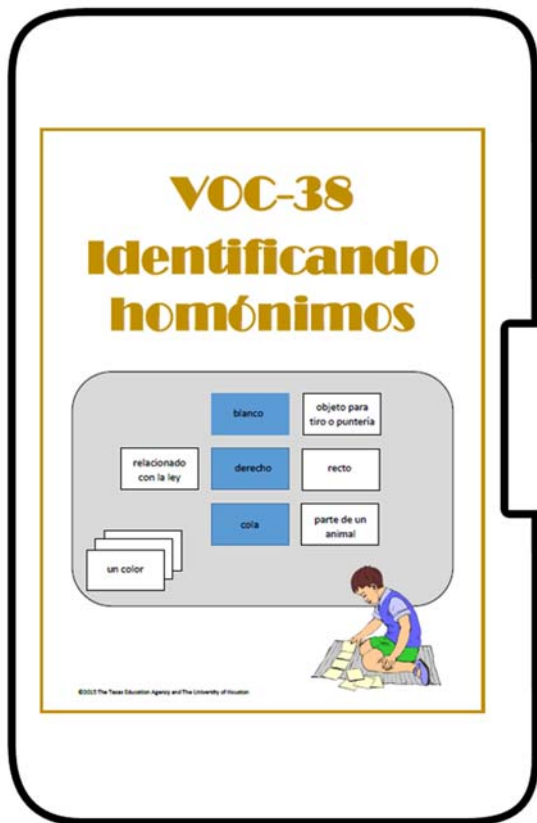 VOC-38
Identificando
homónimos
blanco
objeto para
tiro o puntería
relacionado
con la ley
derecho
recto
cola
parte de un
animal
un color
©2013 The Texas Education Agency and The University of Houston